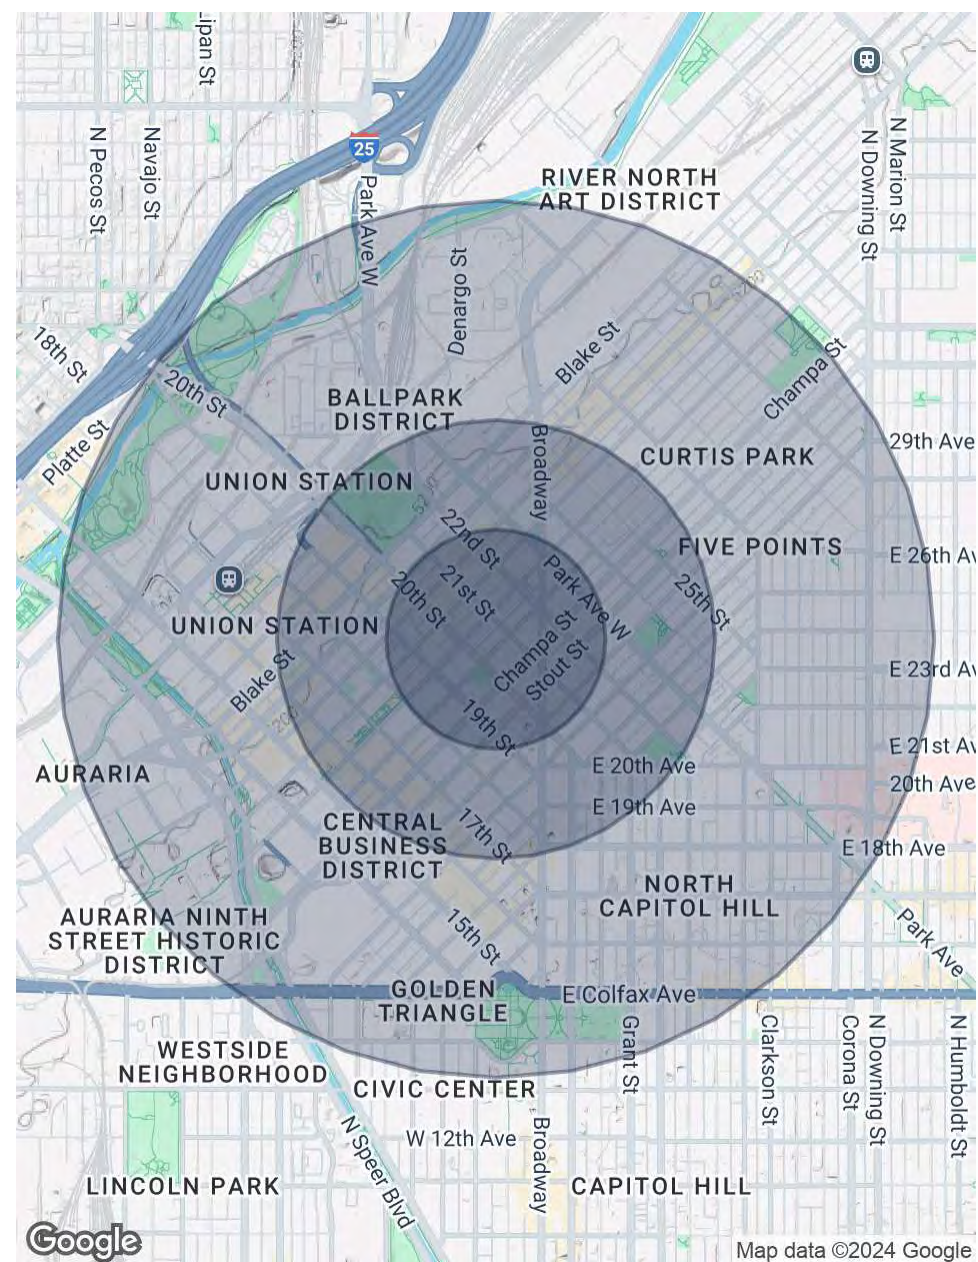 Lipan St
25
N Pecos St
Navajo St
N Marion St
N Downing St
RIVER NORTH
ART DISTRICT
Park Ave W
Denargo St
18th St
20th St
Blake St
Champa St
BALLPARK
DISTRICT
Platte St
Broadway
29th Ave
CURTIS PARK
UNION STATION
22nd St
FIVE POINTS
E 26th Av
21st St
20th St
Park Ave W
25th St
UNION STATION
Champa St
Stout St
Blake St
E 23rd Av
19th St
E 21st Av
AURARIA
E 20th Ave
20th Ave
E 19th Ave
CENTRAL
BUSINESS
DISTRICT
17th St
E 18th Ave
NORTH
CAPITOL HILL
AURARIA NINTH
STREET HISTORIC
DISTRICT
15th St
Park Ave
GOLDEN
TRIANGLE
E Colfax Ave
Grant St
Clarkson St
Corona St
N Downing St
N Humboldt St
WESTSIDE
NEIGHBORHOOD
CIVIC CENTER
N Speer Blvd
W 12th Ave
Broadway
LINCOLN PARK
CAPITOL HILL
Google
Map data ©2024 Google